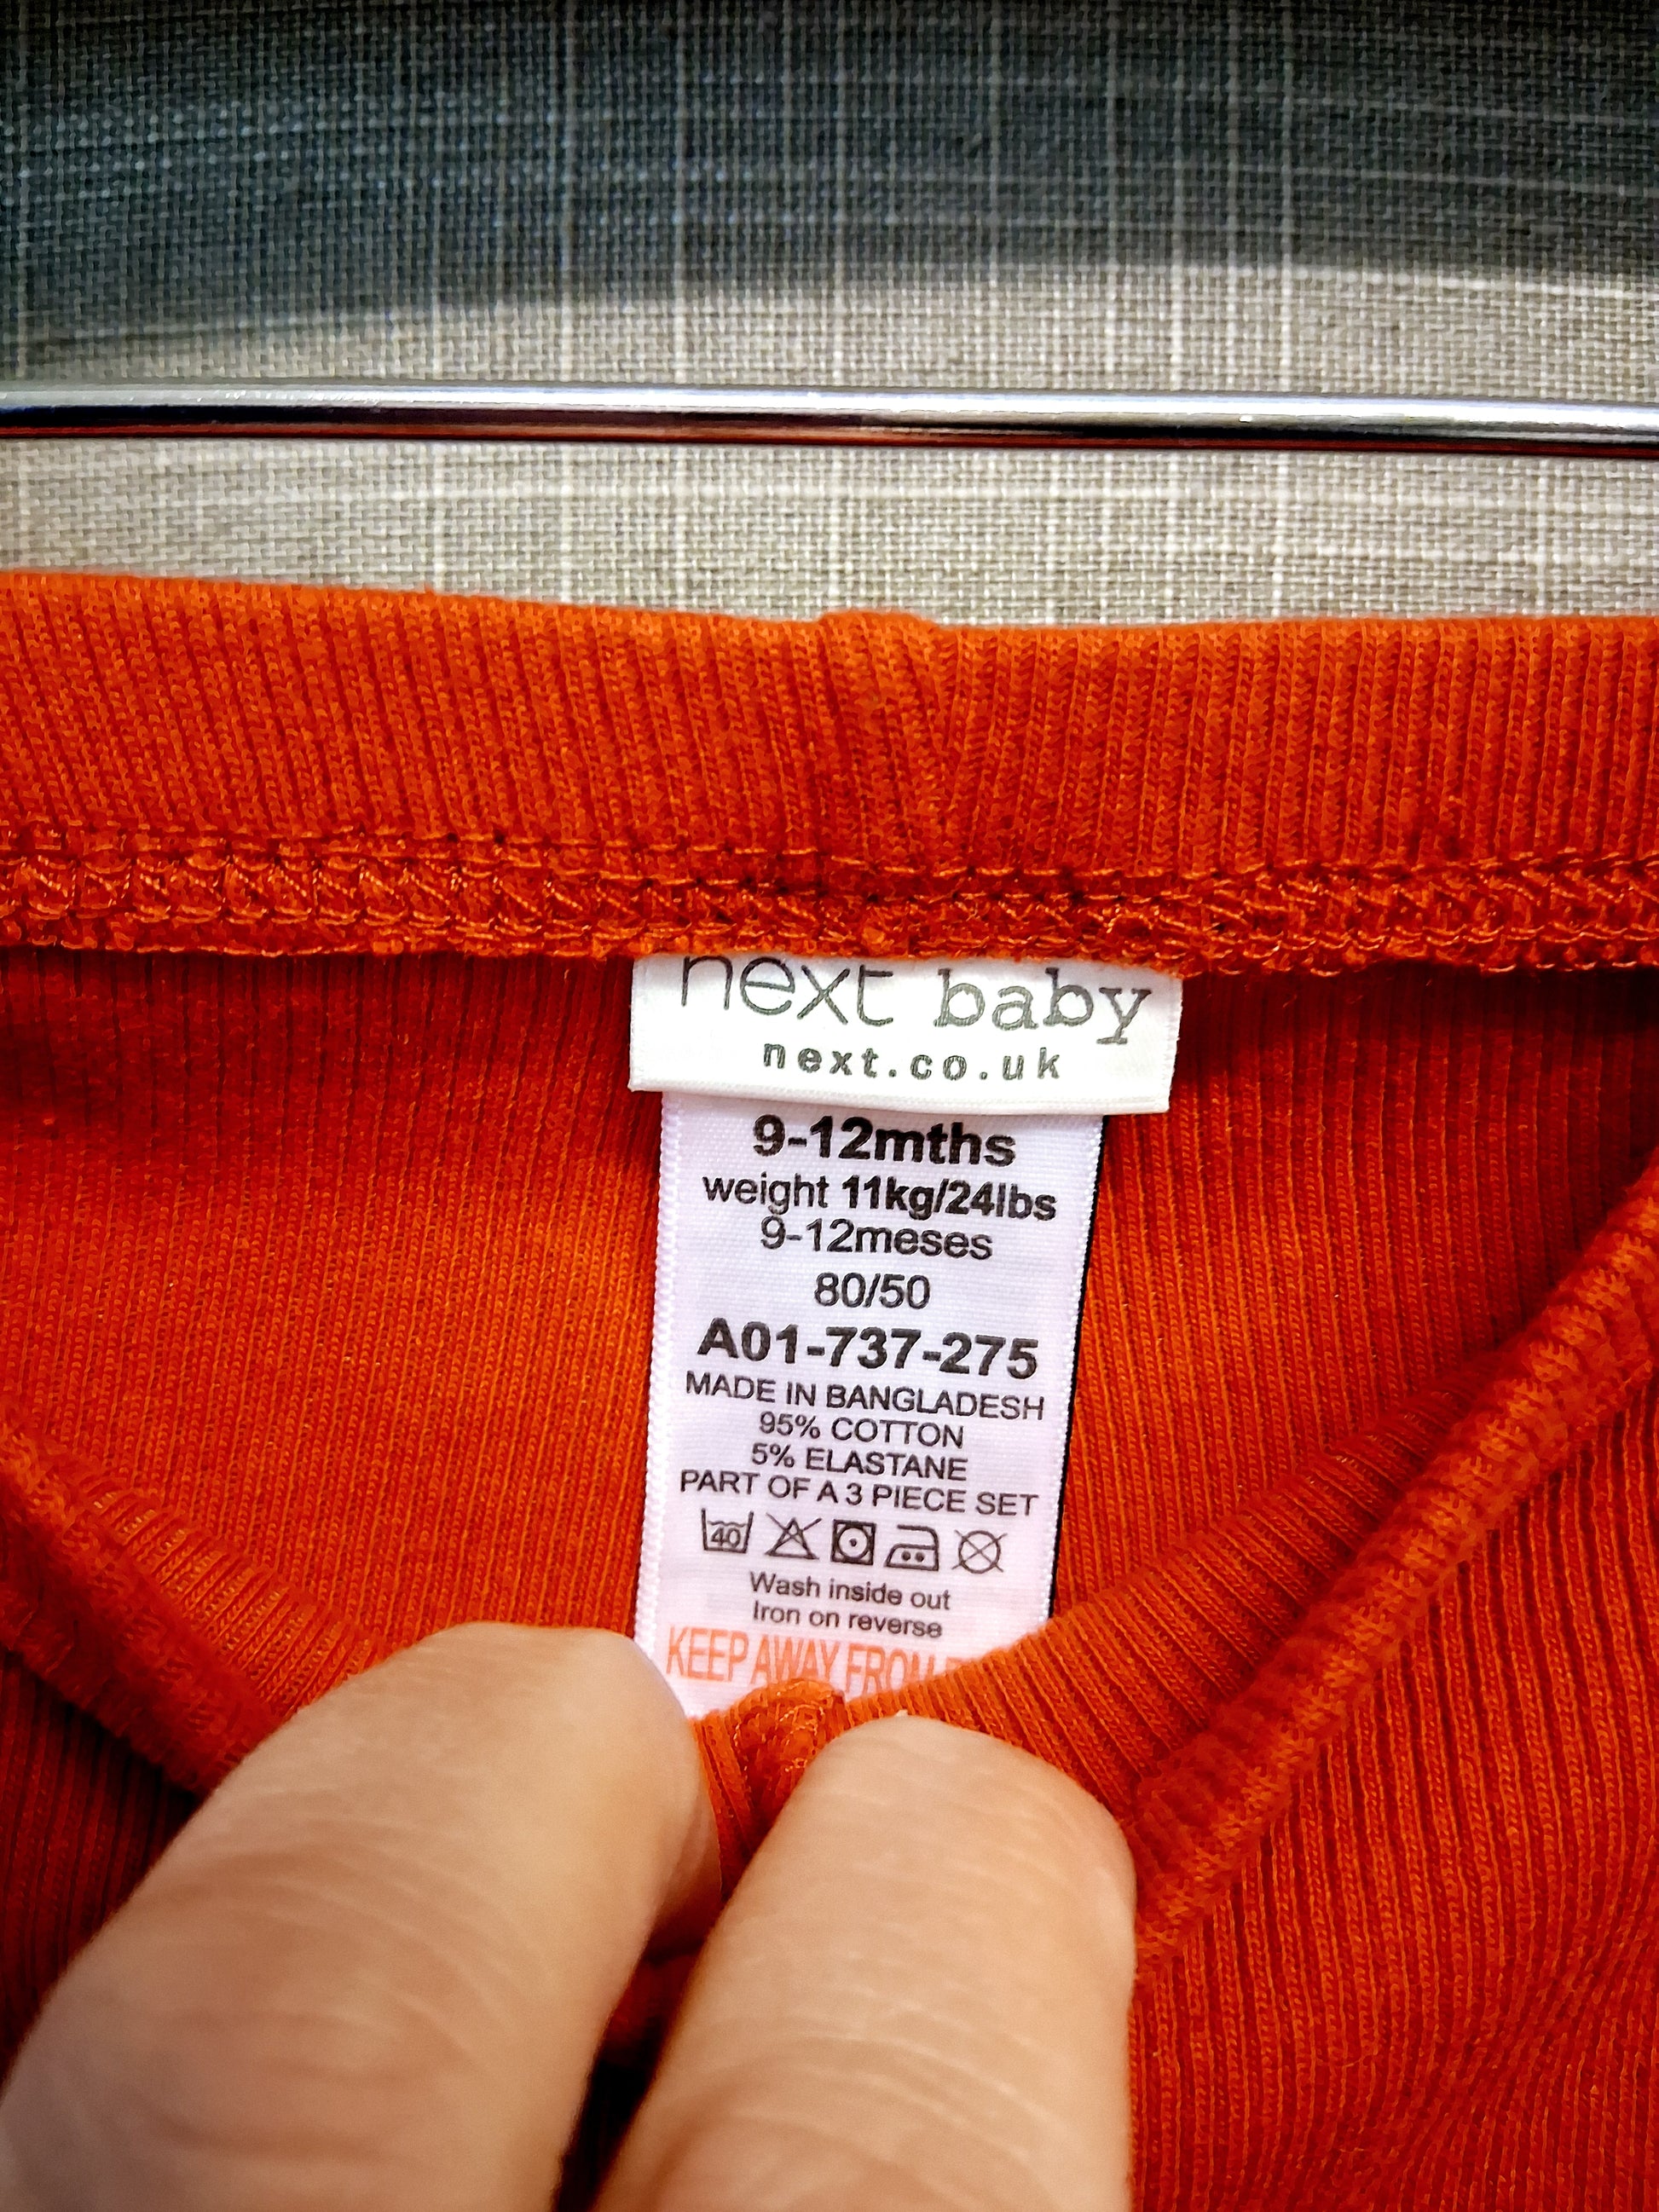 next baby
next.co.uk
9-12mths
weight 11kg/24lbs
9-12meses
80/50
A01-737-275
MADE IN BANGLADESH
95% COTTON
5% ELASTANE
PART OF A 3 PIECE SET
40
Wash inside out
Iron on reverse
KEEP AWAY FROM